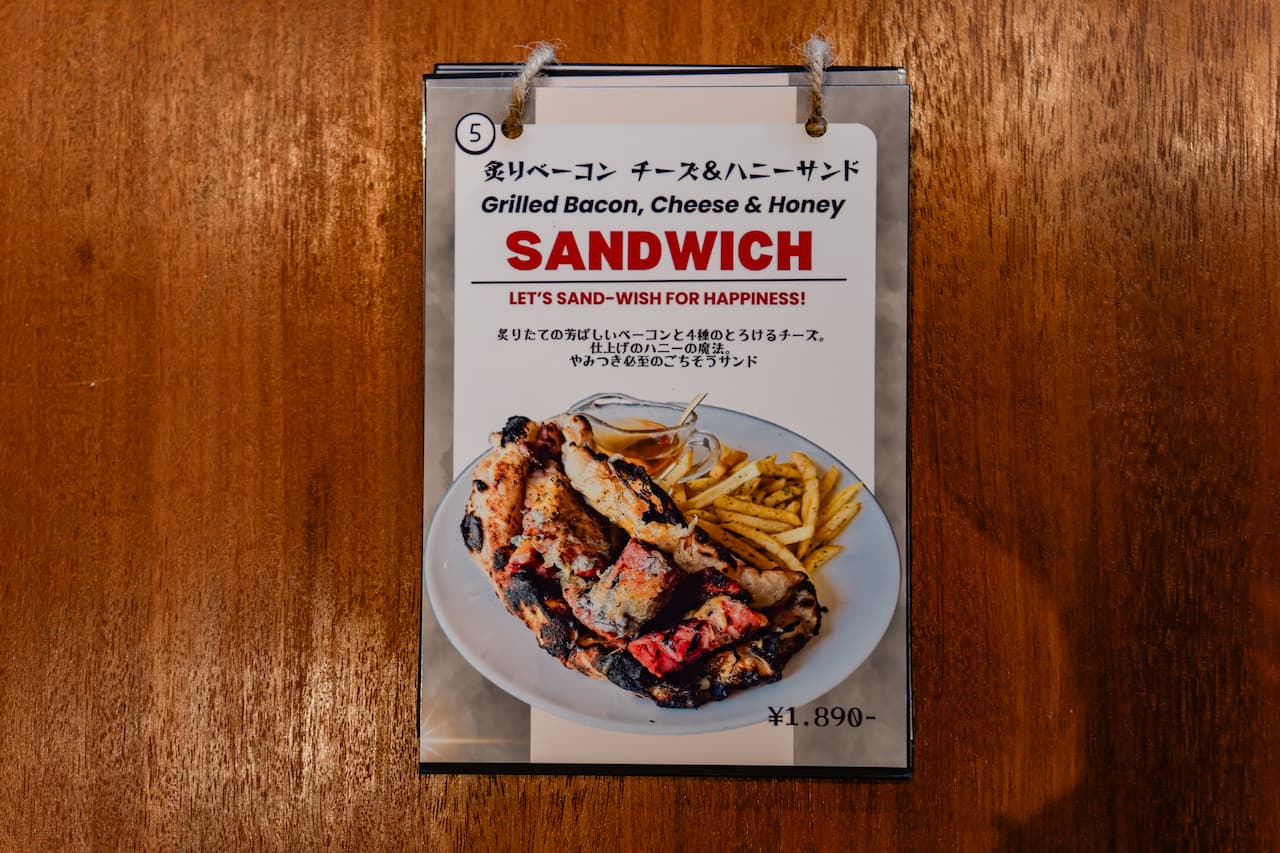 5
炙りベーコン チーズ&ハニーサンド
Grilled Bacon, Cheese & Honey
SANDWICH
LET'S SAND-WISH FOR HAPPINESS!
炙りたての芳ばしいベーコンと4種のとろけるチーズ。
仕上げのハニーの魔法。
やみつき必至のごちそうサンド
¥1.890-